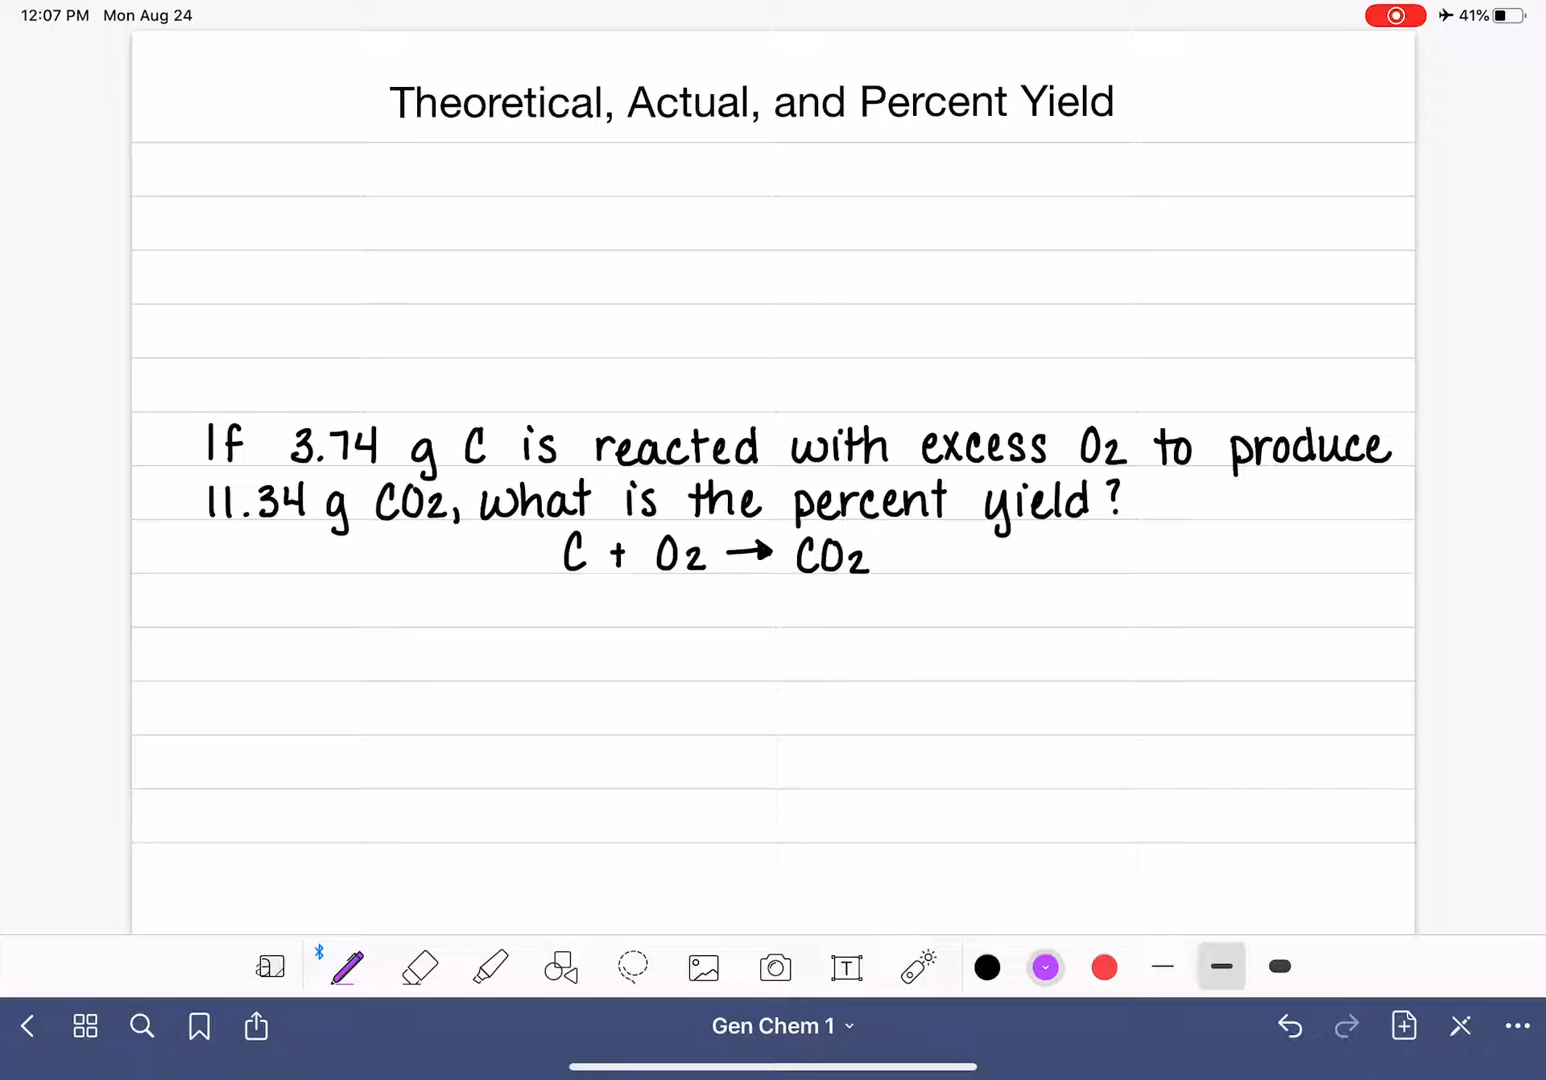 12:07 PM Mon Aug 24
41%
Theoretical, Actual, and Percent Yield
If 3.74 g C is reacted with excess O₂ to produce
11.34 g CO₂, what is the percent yield?
C + O₂ → CO₂
T
Gen Chem 1